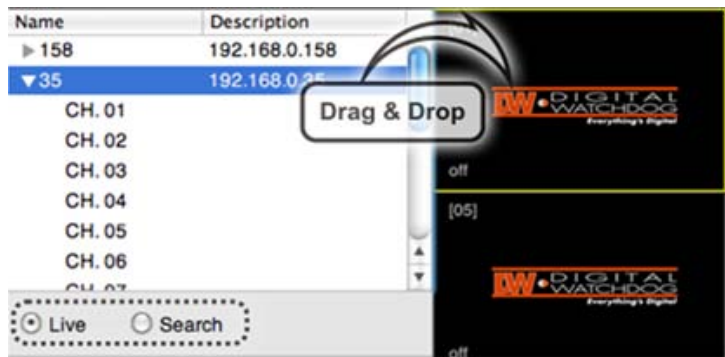 Name Description
158 192.168.0.158
35 192.168.0.35
CH. 01
CH. 02
CH. 03
CH. 04
CH. 05
CH. 06
CH. 07
Live Search
Drag & Drop
DW DIGITAL
WATCHDOG
Everything's Digital
off
[05]
DW DIGITAL
WATCHDOG
Everything's Digital
off